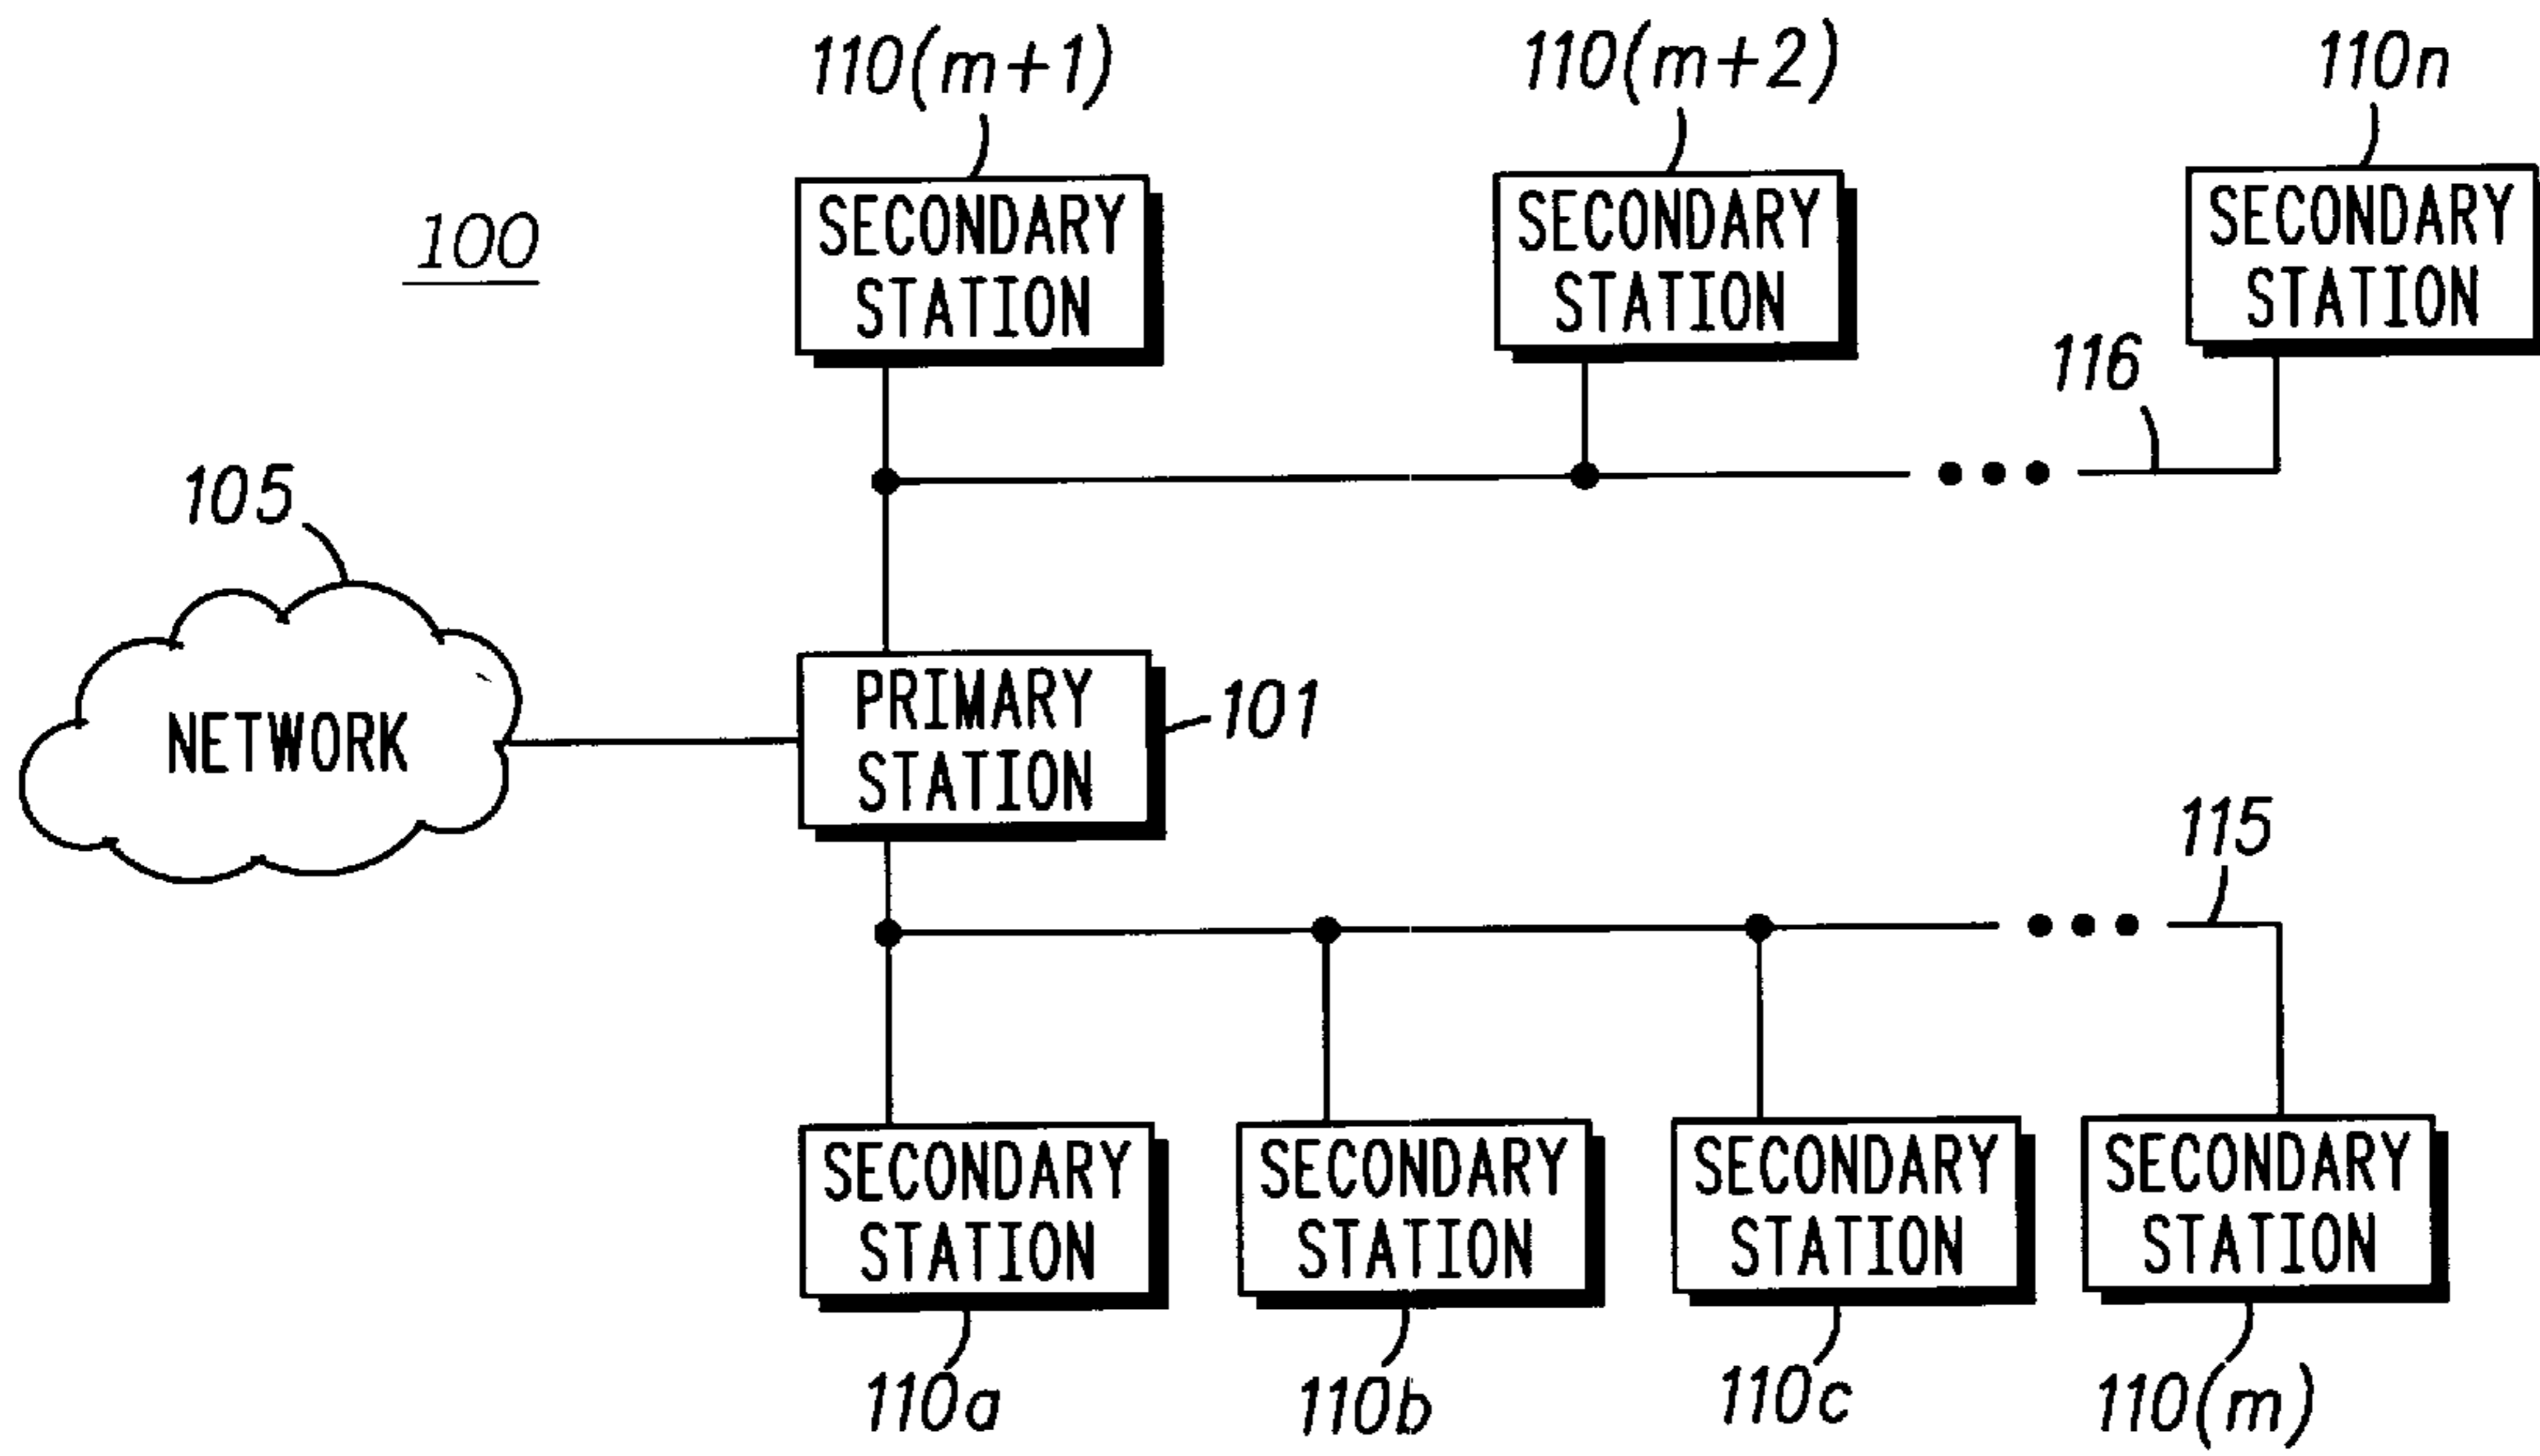 110(m+1)
110(m+2)
110n
100
SECONDARY
STATION
SECONDARY
STATION
SECONDARY
STATION
116
105
NETWORK
PRIMARY
STATION
101
115
SECONDARY
STATION
SECONDARY
STATION
SECONDARY
STATION
SECONDARY
STATION
110a
110b
110c
110(m)